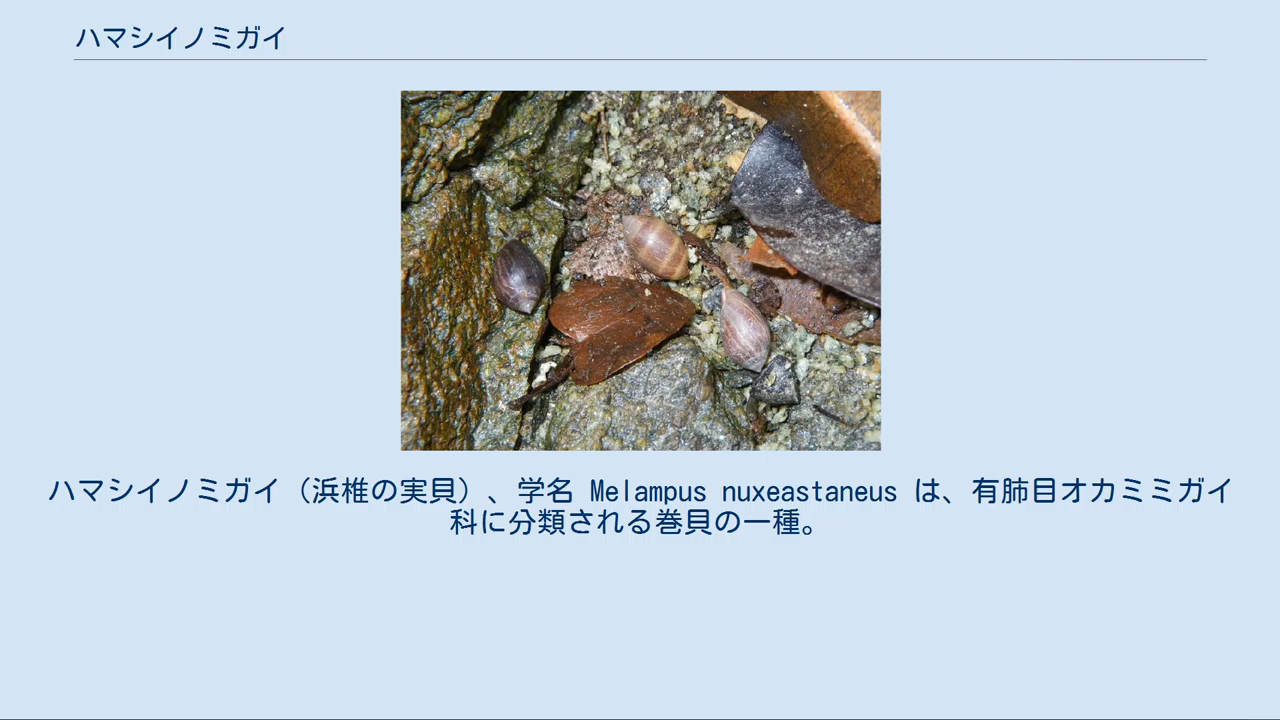 ハマシイノミガイ
ハマシイノミガイ（浜椎の実貝）、学名 Melampus nuxeastaneus は、有肺目オカミミガイ
科に分類される巻貝の一種。